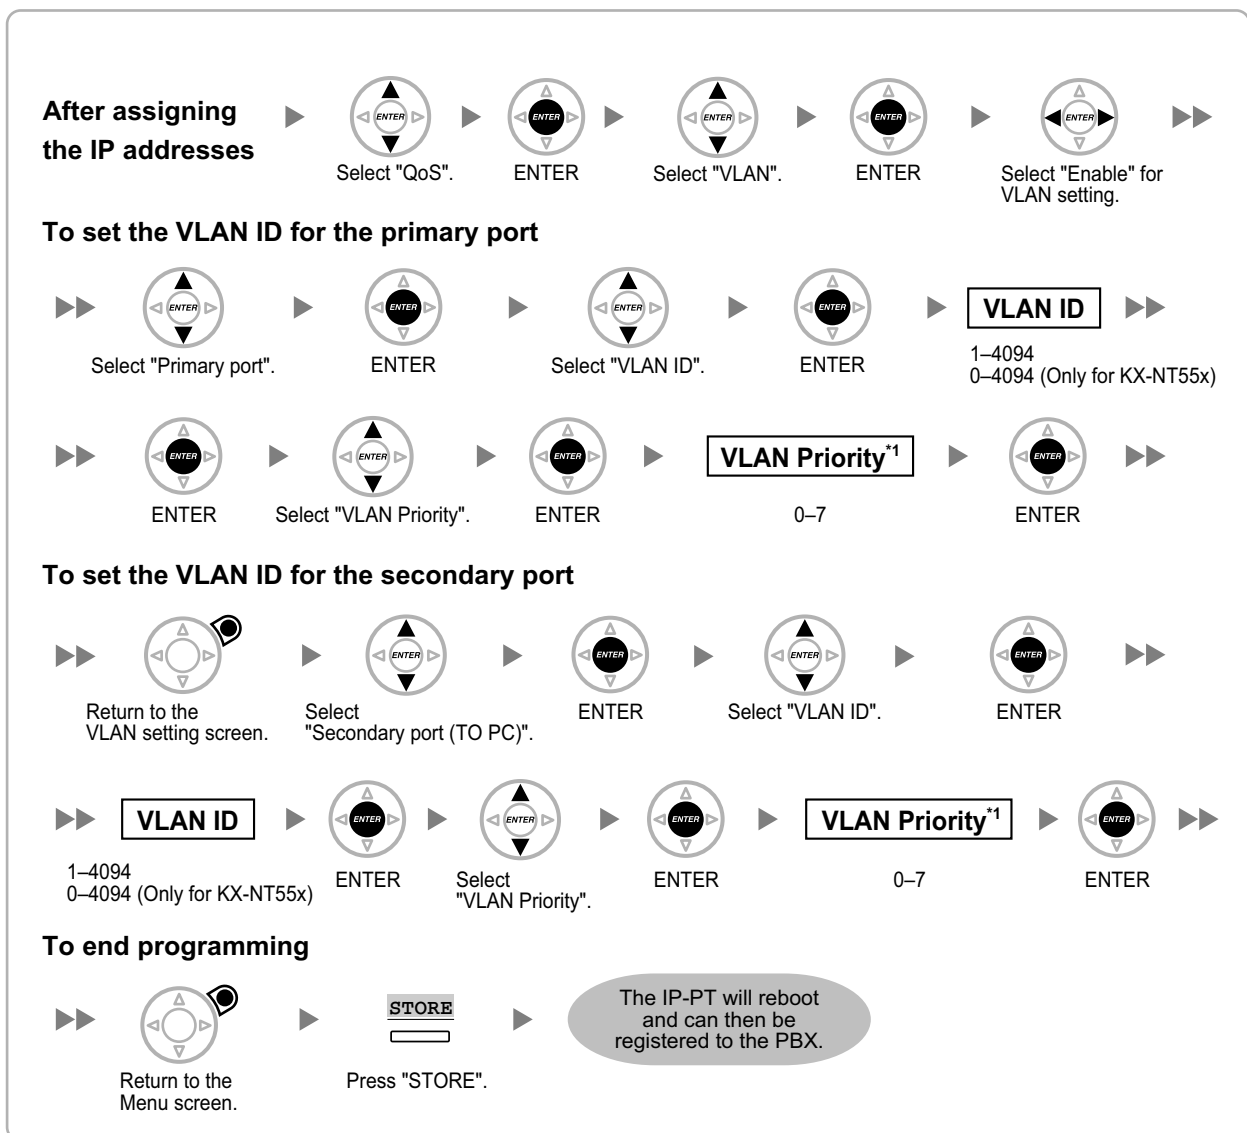 After assigning
the IP addresses
ENTER ENTER ENTER ENTER ENTER
Select "QoS". ENTER Select "VLAN". ENTER Select "Enable" for
VLAN setting.
To set the VLAN ID for the primary port
ENTER ENTER ENTER ENTER VLAN ID
Select "Primary port". ENTER Select "VLAN ID". ENTER 1–4094
0–4094 (Only for KX-NT55x)
ENTER ENTER ENTER VLAN Priority*1 ENTER
ENTER Select "VLAN Priority". ENTER 0–7 ENTER
To set the VLAN ID for the secondary port
ENTER ENTER ENTER ENTER
Return to the
VLAN setting screen. Select
"Secondary port (TO PC)". ENTER Select "VLAN ID". ENTER
VLAN ID ENTER ENTER ENTER VLAN Priority*1 ENTER
1–4094
0–4094 (Only for KX-NT55x) ENTER Select
"VLAN Priority". ENTER 0–7 ENTER
To end programming
STORE
The IP-PT will reboot
and can then be
registered to the PBX.
Return to the
Menu screen. Press "STORE".